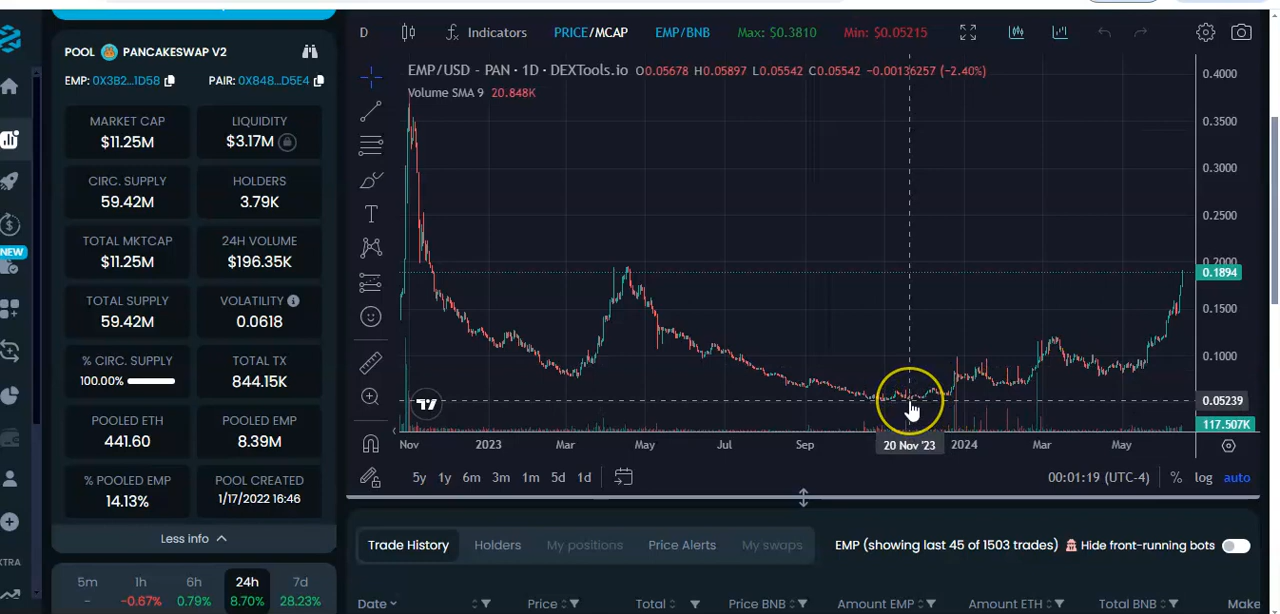 POOL PANCAKESWAP V2
EMP: 0X3B2...1D58 PAIR: 0X848...D5E4
MARKET CAP
$11.25M
LIQUIDITY
$3.17M
CIRC. SUPPLY
59.42M
HOLDERS
3.79K
TOTAL MKTCAP
$11.25M
24H VOLUME
$196.35K
TOTAL SUPPLY
59.42M
VOLATILITY
0.0618
% CIRC. SUPPLY
100.00%
TOTAL TX
844.15K
POOLED ETH
441.60
POOLED EMP
8.39M
% POOLED EMP
14.13%
POOL CREATED
1/17/2022 16:46
Less info
5m 1h 6h 24h 7d
- -0.67% 0.79% 8.70% 28.23%
NEW
XTRA
D Indicators PRICE/MCAP EMP/BNB Max: $0.3810 Min: $0.05215
EMP/USD - PAN · 1D · DEXTools.io O0.05678 H0.05897 L0.05542 C0.05542 -0.00136257 (-2.40%)
Volume SMA 9 20.848K
T
0.4000
0.3500
0.3000
0.2500
0.2000
0.1894
0.1500
0.1000
0.05239
117.507K
Nov 2023 Mar May Jul Sep 20 Nov '23 2024 Mar May
5y 1y 6m 3m 1m 5d 1d 00:01:19 (UTC-4) % log auto
Trade History Holders My positions Price Alerts My swaps EMP (showing last 45 of 1503 trades) Hide front-running bots
Date Price Total Price BNB Amount EMP Amount ETH Total BNB Make